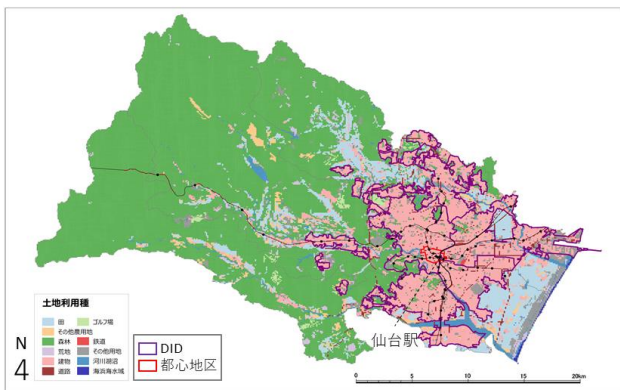 仙台駅
土地利用種
田
ゴルフ場
その他農用地
森林
鉄道
荒地
その他用地
建物
河川湖沼
道路
海浜海水域
N
DID
都心地区
0
5
10
15
20km